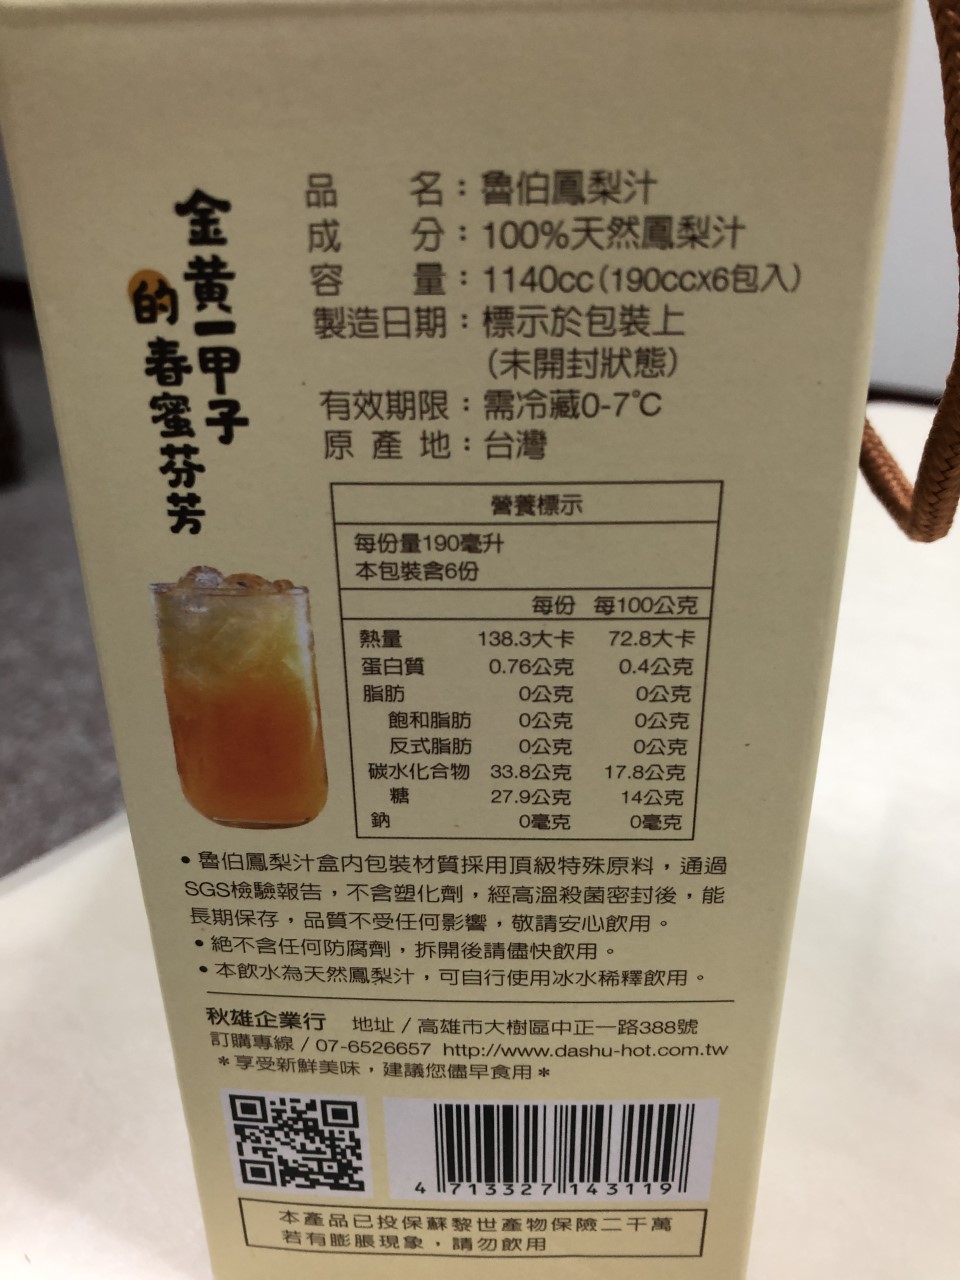 金黃一甲子
的春蜜芬芳
品名：魯伯鳳梨汁
成分：100%天然鳳梨汁
容量：1140cc(190ccx6包入)
製造日期：標示於包裝上
(未開封狀態)
有效期限：需冷藏0-7℃
原產地：台灣
營養標示
每份量190毫升
本包裝含6份
每份 每100公克
熱量 138.3大卡 72.8大卡
蛋白質 0.76公克 0.4公克
脂肪 0公克 0公克
飽和脂肪 0公克 0公克
反式脂肪 0公克 0公克
碳水化合物 33.8公克 17.8公克
糖 27.9公克 14公克
鈉 0毫克 0毫克
•魯伯鳳梨汁盒內包裝材質採用頂級特殊原料，通過
SGS檢驗報告，不含塑化劑，經高溫殺菌密封後，能
長期保存，品質不受任何影響，敬請安心飲用。
•絕不含任何防腐劑，拆開後請儘快飲用。
•本飲水為天然鳳梨汁，可自行使用冰水稀釋飲用。
秋雄企業行 地址/高雄市大樹區中正一路388號
訂購專線/07-6526657 http://www.dashu-hot.com.tw
＊享受新鮮美味，建議您儘早食用＊
4 713327 143119
本產品已投保蘇黎世產物保險二千萬
若有膨脹現象，請勿飲用